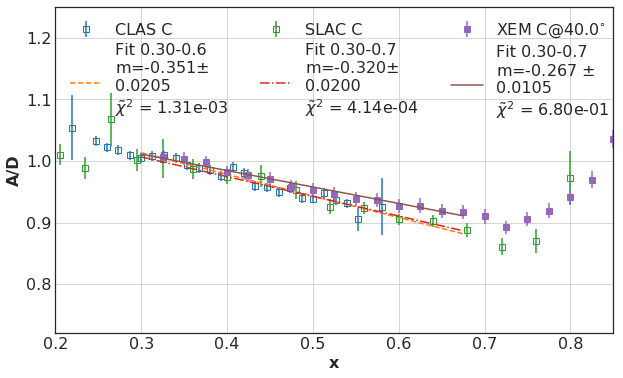 CLAS C
Fit 0.30-0.6
m=-0.351±
0.0205
χ̃² = 1.31e-03
SLAC C
Fit 0.30-0.7
m=-0.320±
0.0200
χ̃² = 4.14e-04
XEM C@40.0°
Fit 0.30-0.7
m=-0.267 ±
0.0105
χ̃² = 6.80e-01
A/D
1.2
1.1
1.0
0.9
0.8
0.2 0.3 0.4 0.5 0.6 0.7 0.8
x